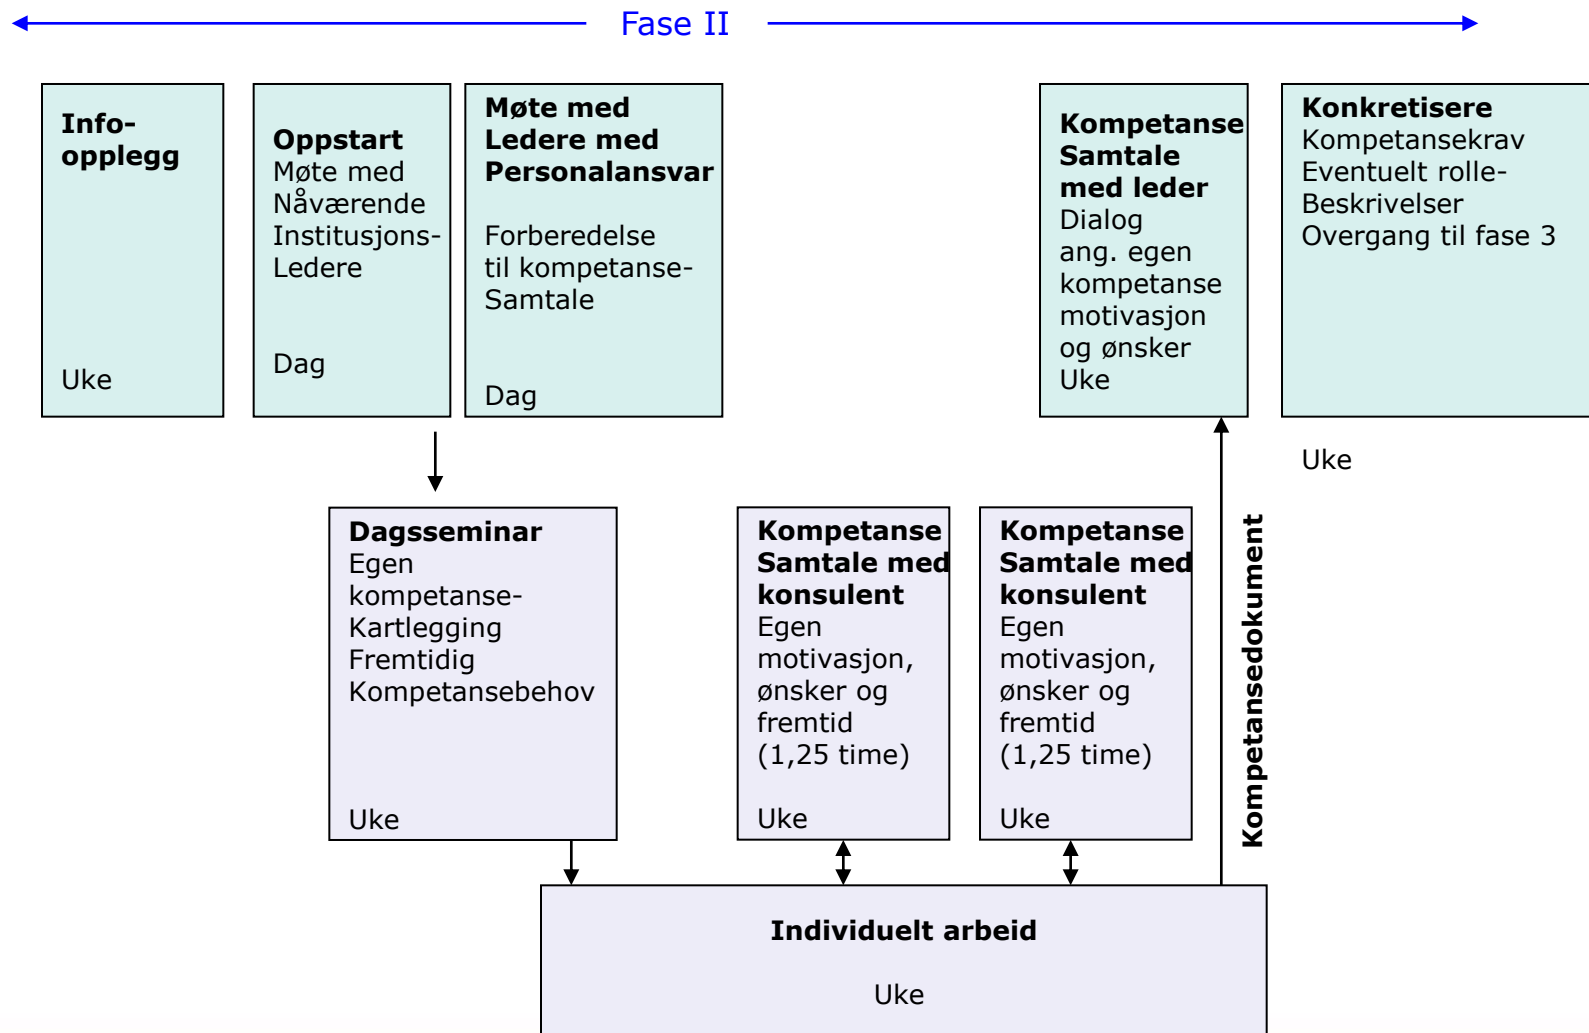 Fase II
Info-
opplegg
Uke
Oppstart
Møte med
Nåværende
Institusjons-
Ledere
Dag
Møte med
Ledere med
Personalansvar
Forberedelse
til kompetanse-
Samtale
Dag
Kompetanse
Samtale
med leder
Dialog
ang. egen
kompetanse
motivasjon
og ønsker
Uke
Konkretisere
Kompetansekrav
Eventuelt rolle-
Beskrivelser
Overgang til fase 3
Uke
Dagsseminar
Egen
kompetanse-
Kartlegging
Fremtidig
Kompetansebehov
Uke
Kompetanse
Samtale med
konsulent
Egen
motivasjon,
ønsker og
fremtid
(1,25 time)
Uke
Kompetanse
Samtale med
konsulent
Egen
motivasjon,
ønsker og
fremtid
(1,25 time)
Uke
Kompetansedokument
Individuelt arbeid
Uke